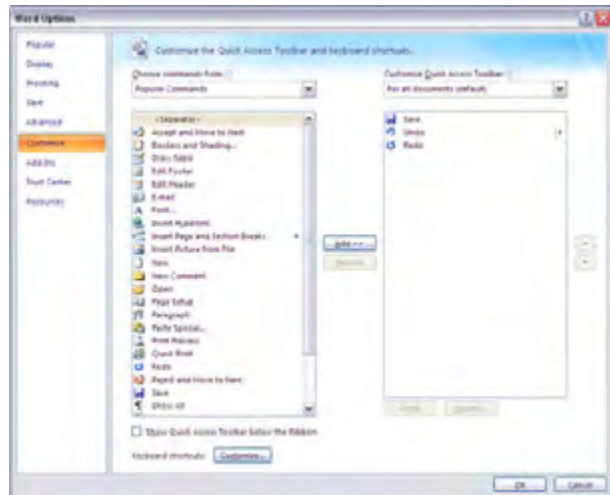 Word Options
Popular
Display
Proofing
Save
Advanced
Customize
Add-Ins
Trust Center
Resources
Customize the Quick Access Toolbar and keyboard shortcuts.
Choose commands from:
Popular Commands
<Separator>
Accept and Move to Next
Borders and Shading...
Draw Table
Edit Footer
Edit Header
E-mail
Font...
Insert Hyperlink
Insert Page and Section Breaks
Insert Picture from File
New
New Comment
Open
Page Setup
Paragraph
Paste Special...
Print Preview
Quick Print
Redo
Reject and Move to Next
Save
Show All
Show Quick Access Toolbar below the Ribbon
Keyboard shortcuts: Customize...
Add >>
Remove
Customize Quick Access Toolbar:
For all documents (default)
Save
Undo
Redo
OK
Cancel